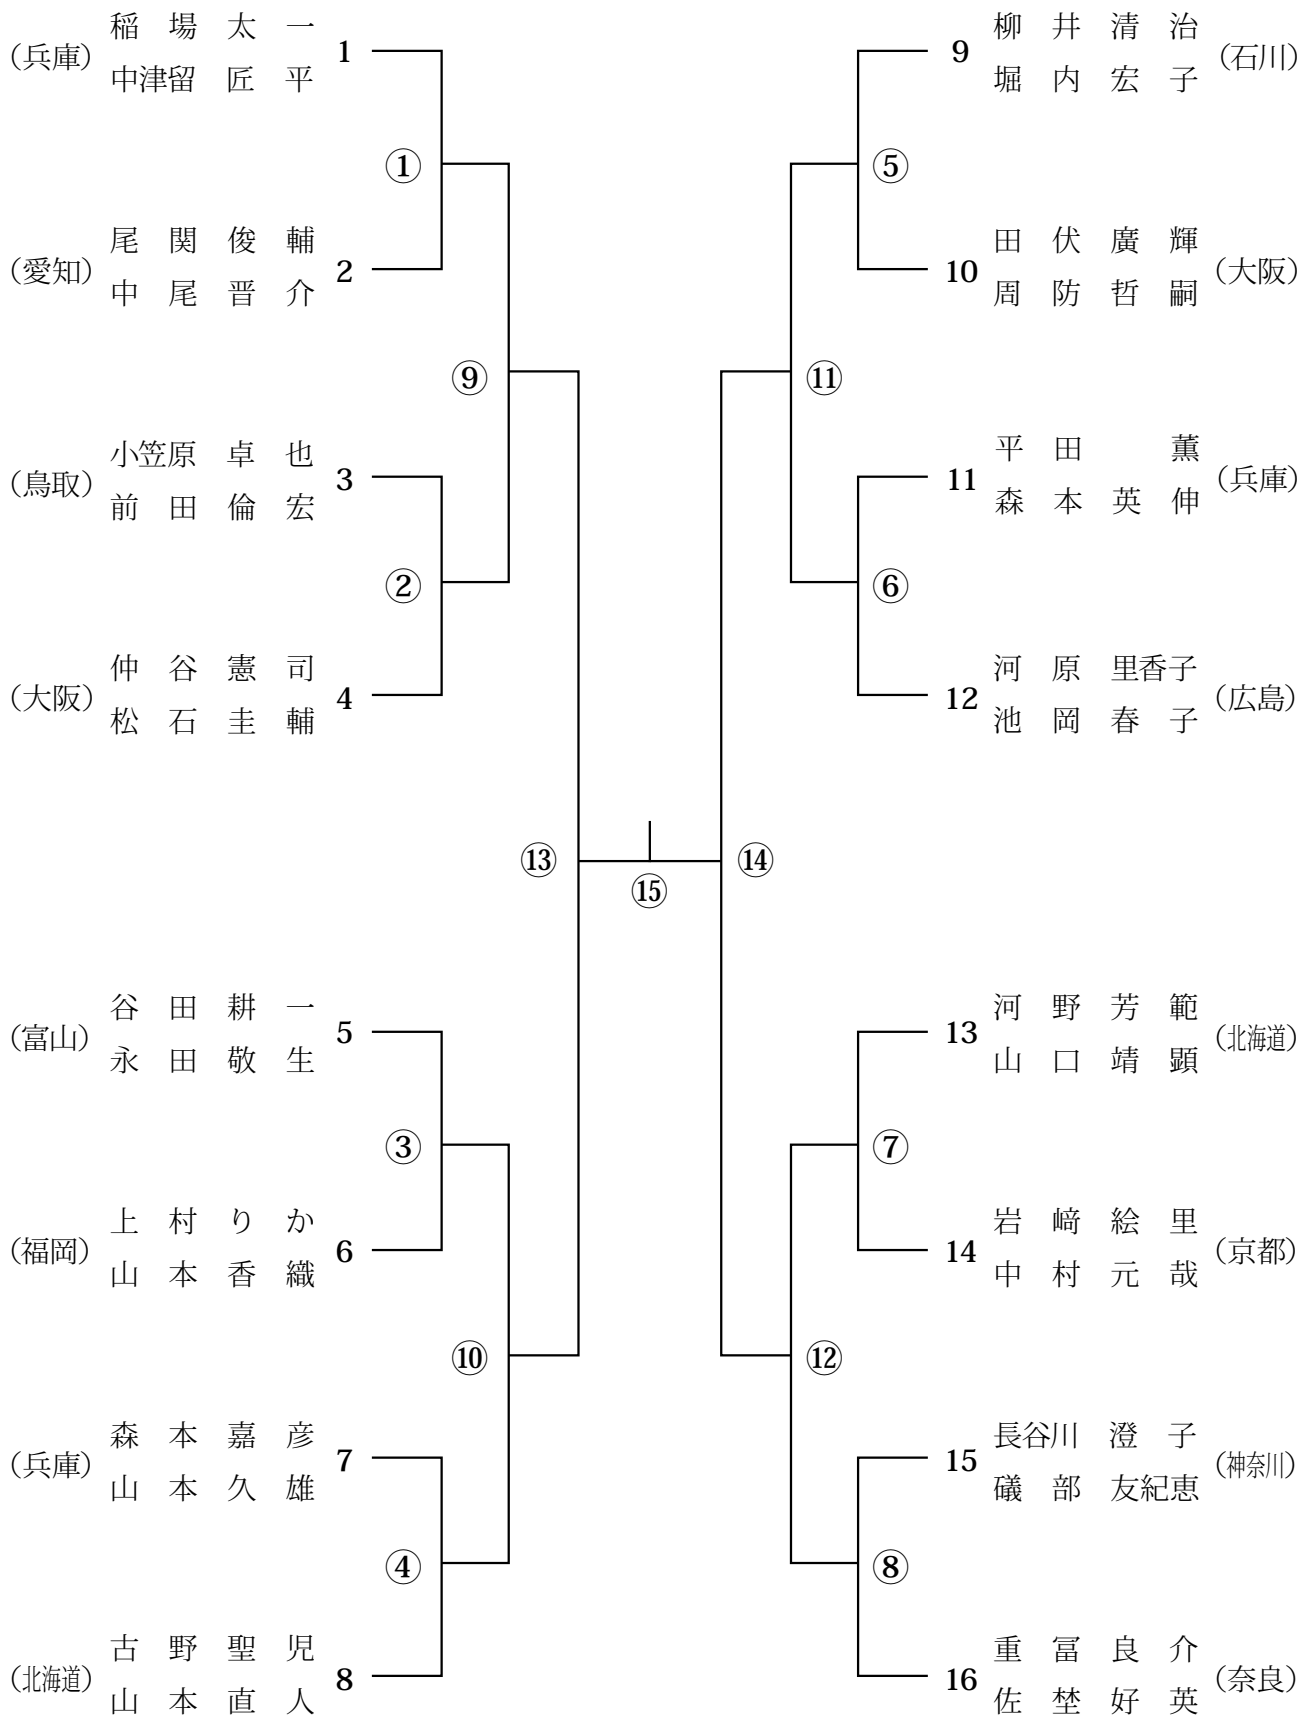 稲場太一
(兵庫) 1
中津留匠平
①
尾関俊輔
(愛知) 2
中尾晋介
⑨
小笠原卓也
(鳥取) 3
前田倫宏
②
仲谷憲司
(大阪) 4
松石圭輔
⑬
谷田耕一
(富山) 5
永田敬生
③
上村りか
(福岡) 6
山本香織
⑩
森本嘉彦
(兵庫) 7
山本久雄
④
古野聖児
(北海道) 8
山本直人
⑮
柳井清治
9 (石川)
堀内宏子
⑤
田伏廣輝
10 (大阪)
周防哲嗣
⑪
平田薫
11 (兵庫)
森本英伸
⑥
河原里香子
12 (広島)
池岡春子
⑭
河野芳範
13 (北海道)
山口靖顕
⑦
岩﨑絵里
14 (京都)
中村元哉
⑫
長谷川澄子
15 (神奈川)
礒部友紀恵
⑧
重冨良介
16 (奈良)
佐埜好英